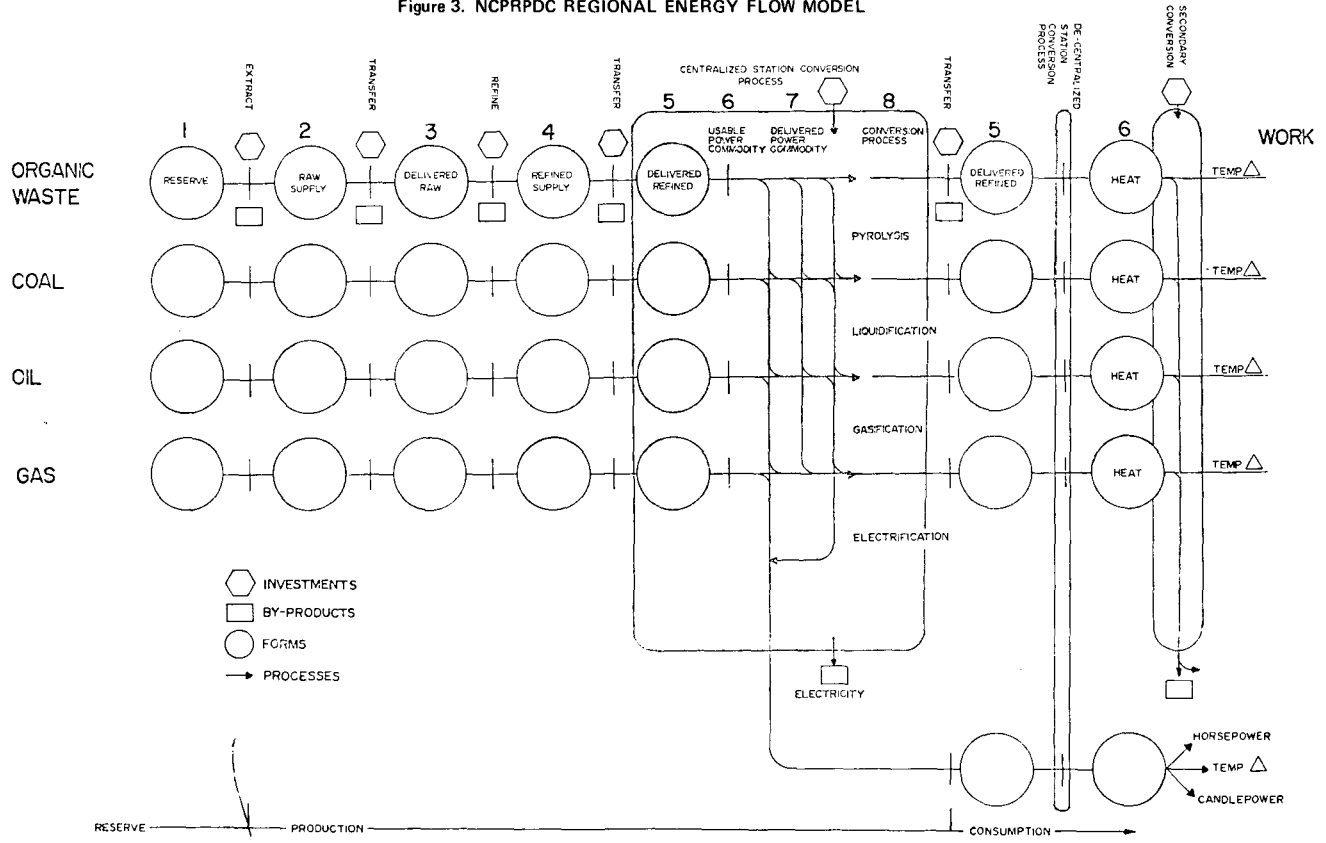 Figure 3. NCPRPDC REGIONAL ENERGY FLOW MODEL
EXTRACT
TRANSFER
REFINE
TRANSFER
CENTRALIZED STATION CONVERSION
PROCESS
TRANSFER
DE-CENTRALIZED
STATION
CONVERSION
PROCESS
SECONDARY
CONVERSION
1
2
3
4
5
6
7
8
5
6
WORK
ORGANIC
WASTE
RESERVE
RAW
SUPPLY
DELIVERED
RAW
REFINED
SUPPLY
DELIVERED
REFINED
USABLE
POWER
COMMODITY
DELIVERED
POWER
COMMODITY
CONVERSION
PROCESS
DELIVERED
REFINED
HEAT
TEMP △
PYROLYSIS
COAL
HEAT
TEMP △
LIQUIDIFICATION
OIL
HEAT
TEMP △
GASIFICATION
GAS
HEAT
TEMP △
ELECTRIFICATION
INVESTMENTS
BY-PRODUCTS
FORMS
PROCESSES
ELECTRICITY
HORSEPOWER
TEMP △
CANDLEPOWER
RESERVE
PRODUCTION
CONSUMPTION